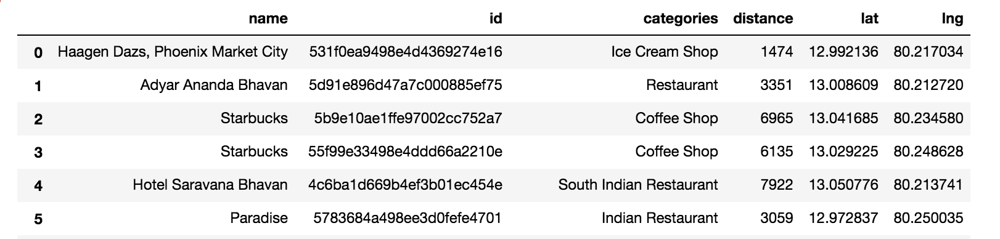 name id categories distance lat lng
0 Haagen Dazs, Phoenix Market City 531f0ea9498e4d4369274e16 Ice Cream Shop 1474 12.992136 80.217034
1 Adyar Ananda Bhavan 5d91e896d47a7c000885ef75 Restaurant 3351 13.008609 80.212720
2 Starbucks 5b9e10ae1ffe97002cc752a7 Coffee Shop 6965 13.041685 80.234580
3 Starbucks 55f99e33498e4ddd66a2210e Coffee Shop 6135 13.029225 80.248628
4 Hotel Saravana Bhavan 4c6ba1d669b4ef3b01ec454e South Indian Restaurant 7922 13.050776 80.213741
5 Paradise 5783684a498ee3d0fefe4701 Indian Restaurant 3059 12.972837 80.250035